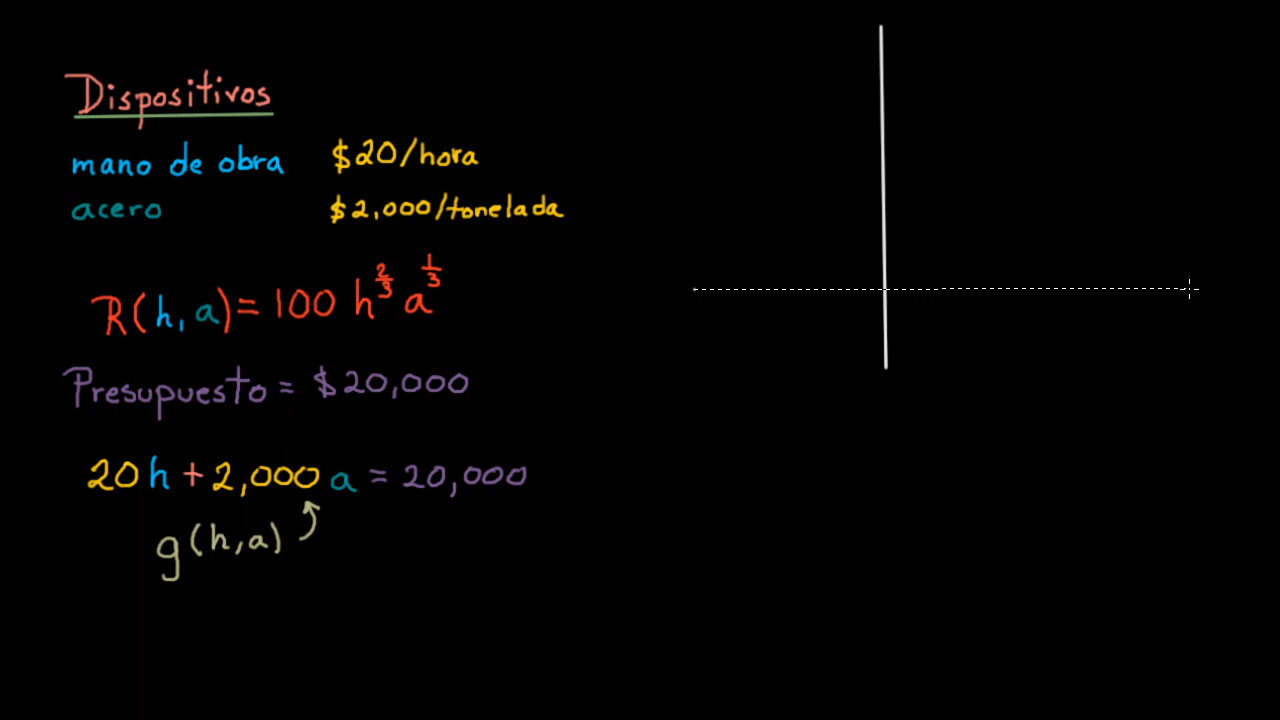 Dispositivos
mano de obra $20/hora
acero $2,000/tonelada
R(h,a)=100 h^{2/3} a^{1/3}
Presupuesto = $20,000
20h+2,000a=20,000
g(h,a)